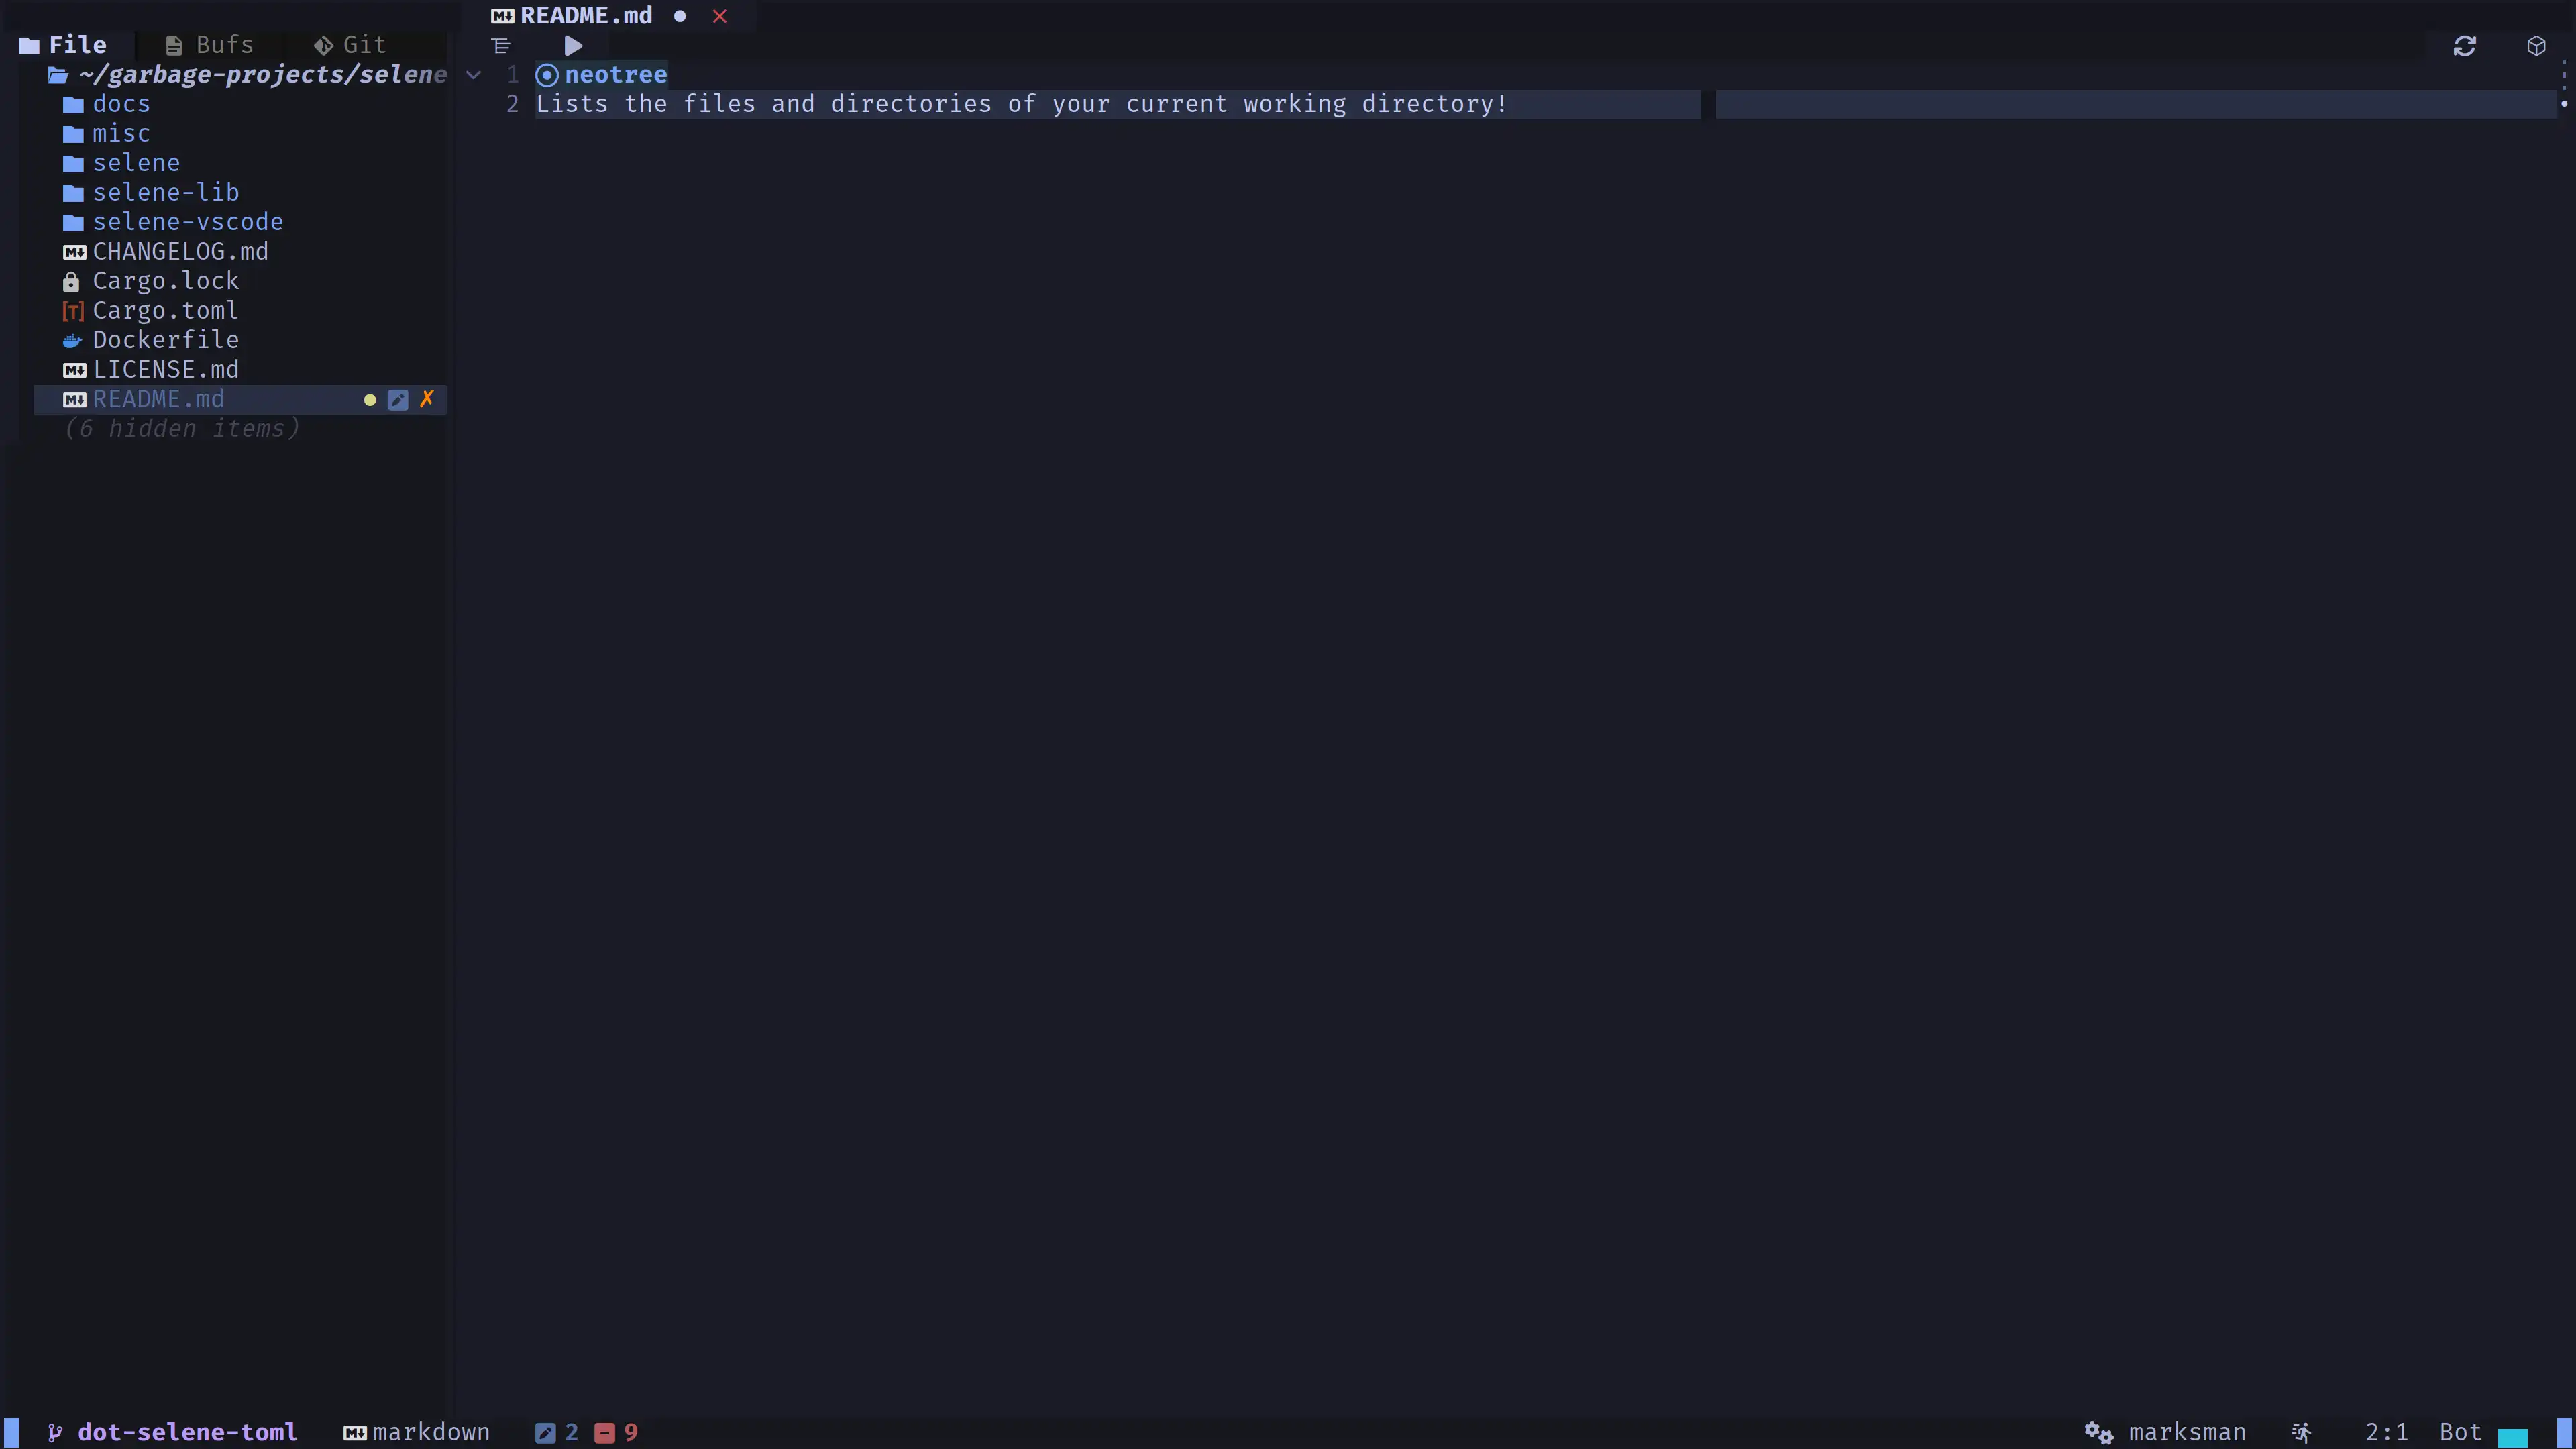 README.md
File Bufs Git
~/garbage-projects/selene
1 neotree
docs
2 Lists the files and directories of your current working directory!
misc
selene
selene-lib
selene-vscode
CHANGELOG.md
Cargo.lock
[T] Cargo.toml
Dockerfile
LICENSE.md
README.md
(6 hidden items)
dot-selene-toml markdown 2 9 marksman 2:1 Bot